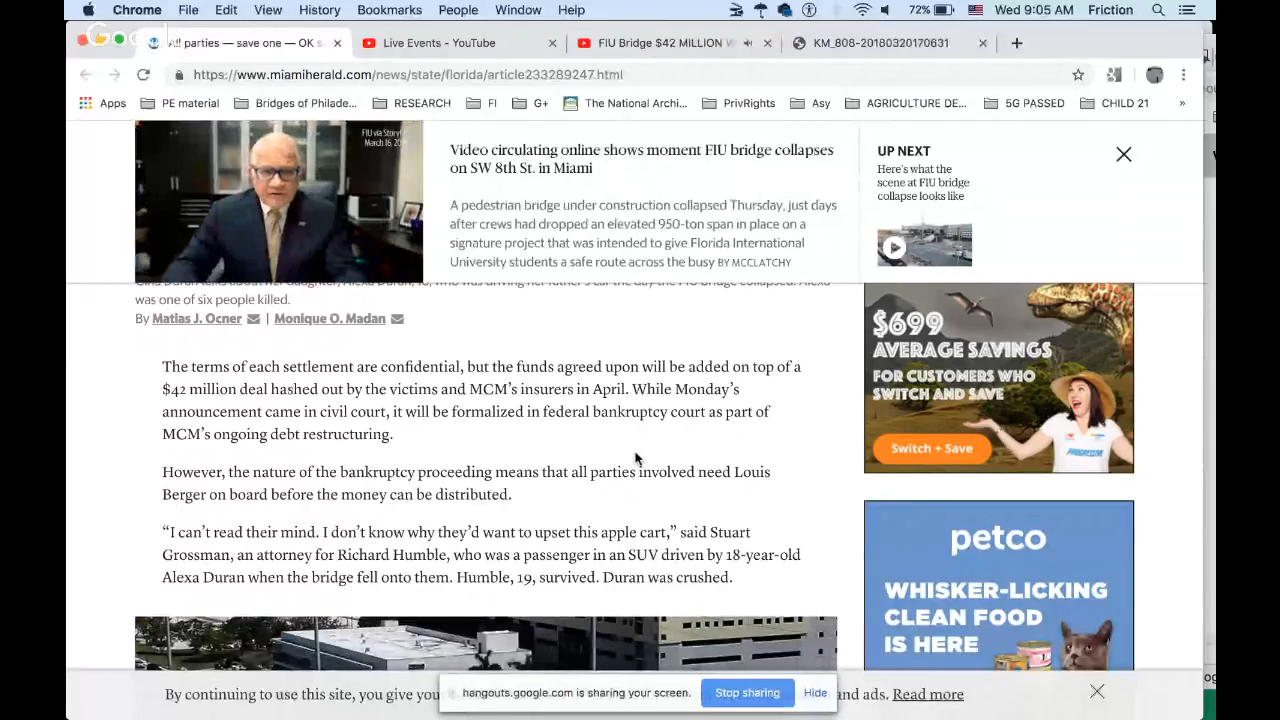 Chrome File Edit View History Bookmarks People Window Help 72% Wed 9:05 AM Friction
Google
All parties — save one — OK s
Live Events - YouTube
FIU Bridge $42 MILLION W
KM_808-20180320170631
https://www.miamiherald.com/news/state/florida/article233289247.html
Apps PE material Bridges of Philade... RESEARCH FI G+ The National Archi... PrivRights Asy AGRICULTURE DE... 5G PASSED CHILD 21 »
FIU via Story
March 16, 20
Video circulating online shows moment FIU bridge collapses
on SW 8th St. in Miami
A pedestrian bridge under construction collapsed Thursday, just days
after crews had dropped an elevated 950-ton span in place on a
signature project that was intended to give Florida International
University students a safe route across the busy BY MCCLATCHY
UP NEXT
Here's what the
scene at FIU bridge
collapse looks like
was one of six people killed.
By Matias J. Ocner | Monique O. Madan
The terms of each settlement are confidential, but the funds agreed upon will be added on top of a
$42 million deal hashed out by the victims and MCM's insurers in April. While Monday's
announcement came in civil court, it will be formalized in federal bankruptcy court as part of
MCM's ongoing debt restructuring.
However, the nature of the bankruptcy proceeding means that all parties involved need Louis
Berger on board before the money can be distributed.
“I can't read their mind. I don't know why they'd want to upset this apple cart,” said Stuart
Grossman, an attorney for Richard Humble, who was a passenger in an SUV driven by 18-year-old
Alexa Duran when the bridge fell onto them. Humble, 19, survived. Duran was crushed.
$699
AVERAGE SAVINGS
FOR CUSTOMERS WHO
SWITCH AND SAVE
PROGRESSIVE
Switch + Save
petco
WHISKER-LICKING
CLEAN FOOD
IS HERE
By continuing to use this site, you give your
hangouts.google.com is sharing your screen. Stop sharing Hide
and ads. Read more